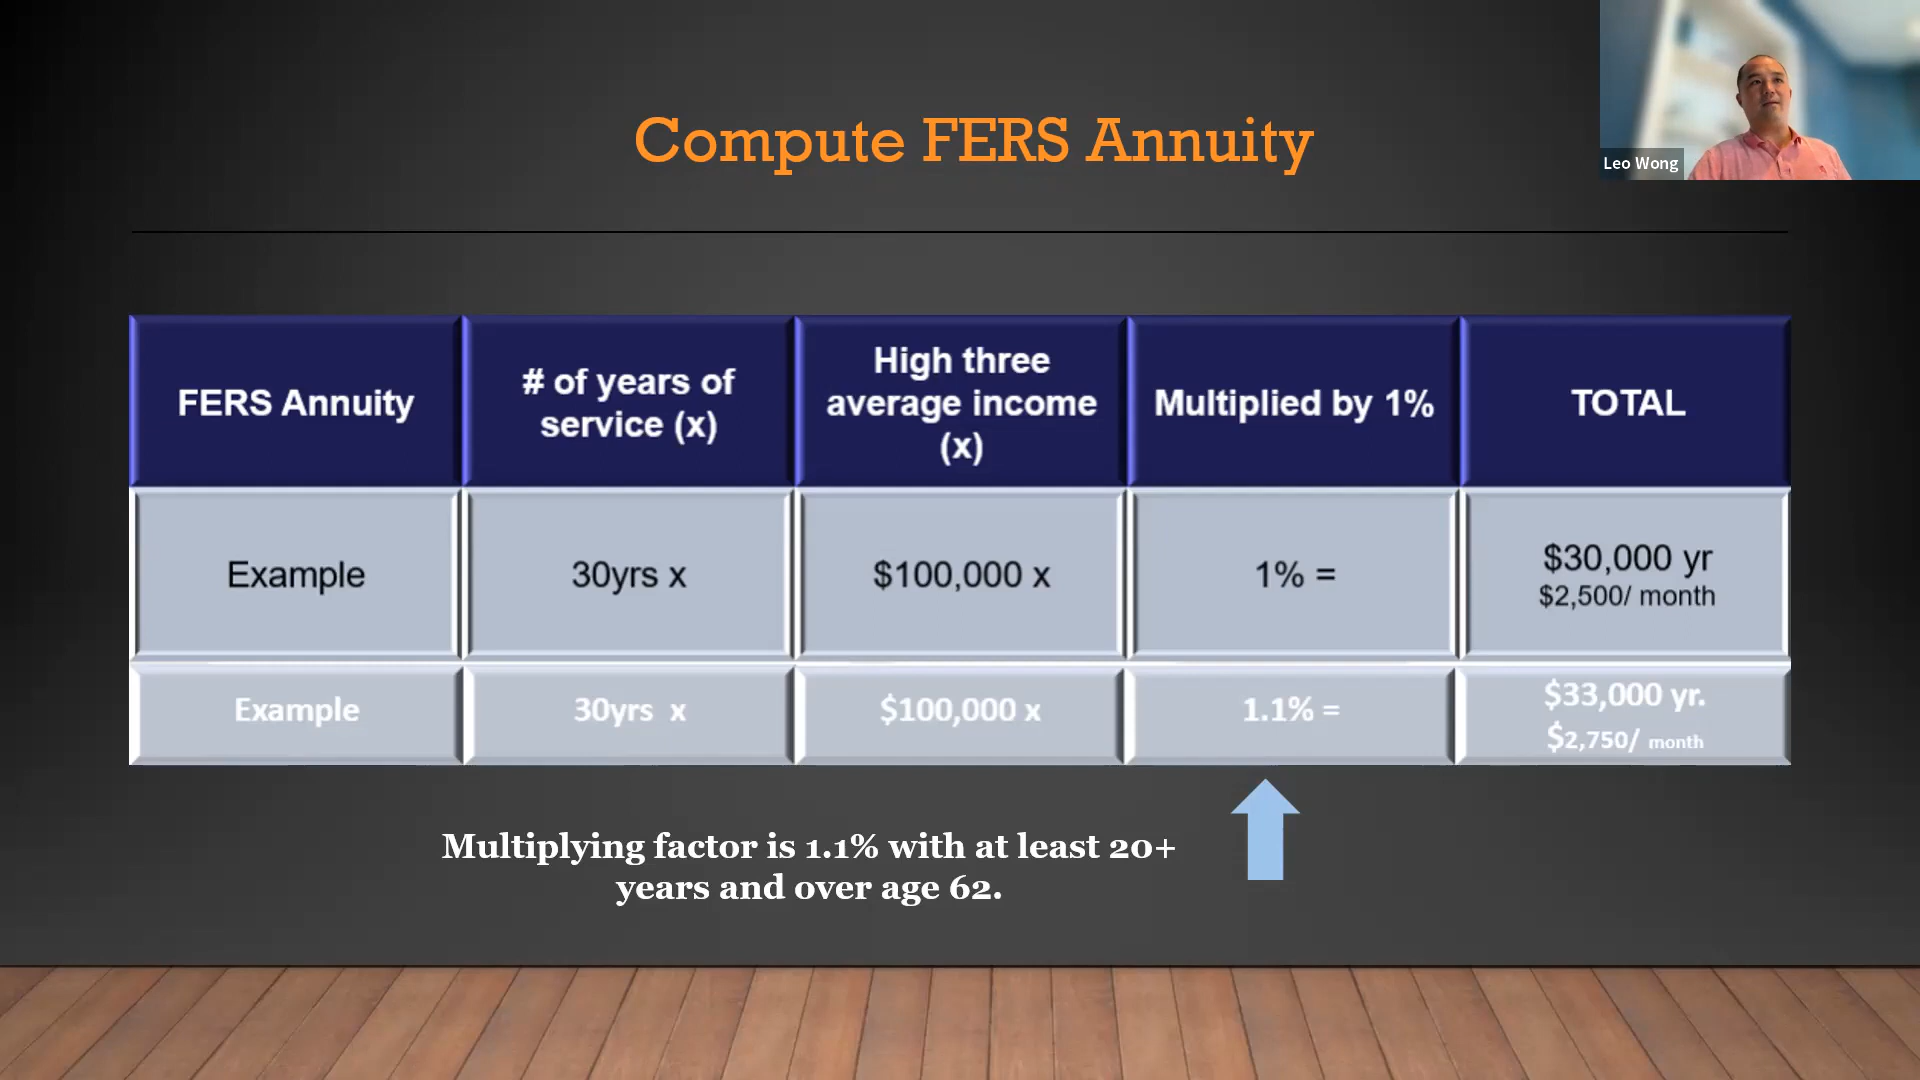 Compute FERS Annuity
Leo Wong
FERS Annuity
# of years of
service (x)
High three
average income
(x)
Multiplied by 1%
TOTAL
Example
30yrs x
$100,000 x
1% =
$30,000 yr
$2,500/ month
Example
30yrs x
$100,000 x
1.1% =
$33,000 yr.
$2,750/ month
Multiplying factor is 1.1% with at least 20+
years and over age 62.